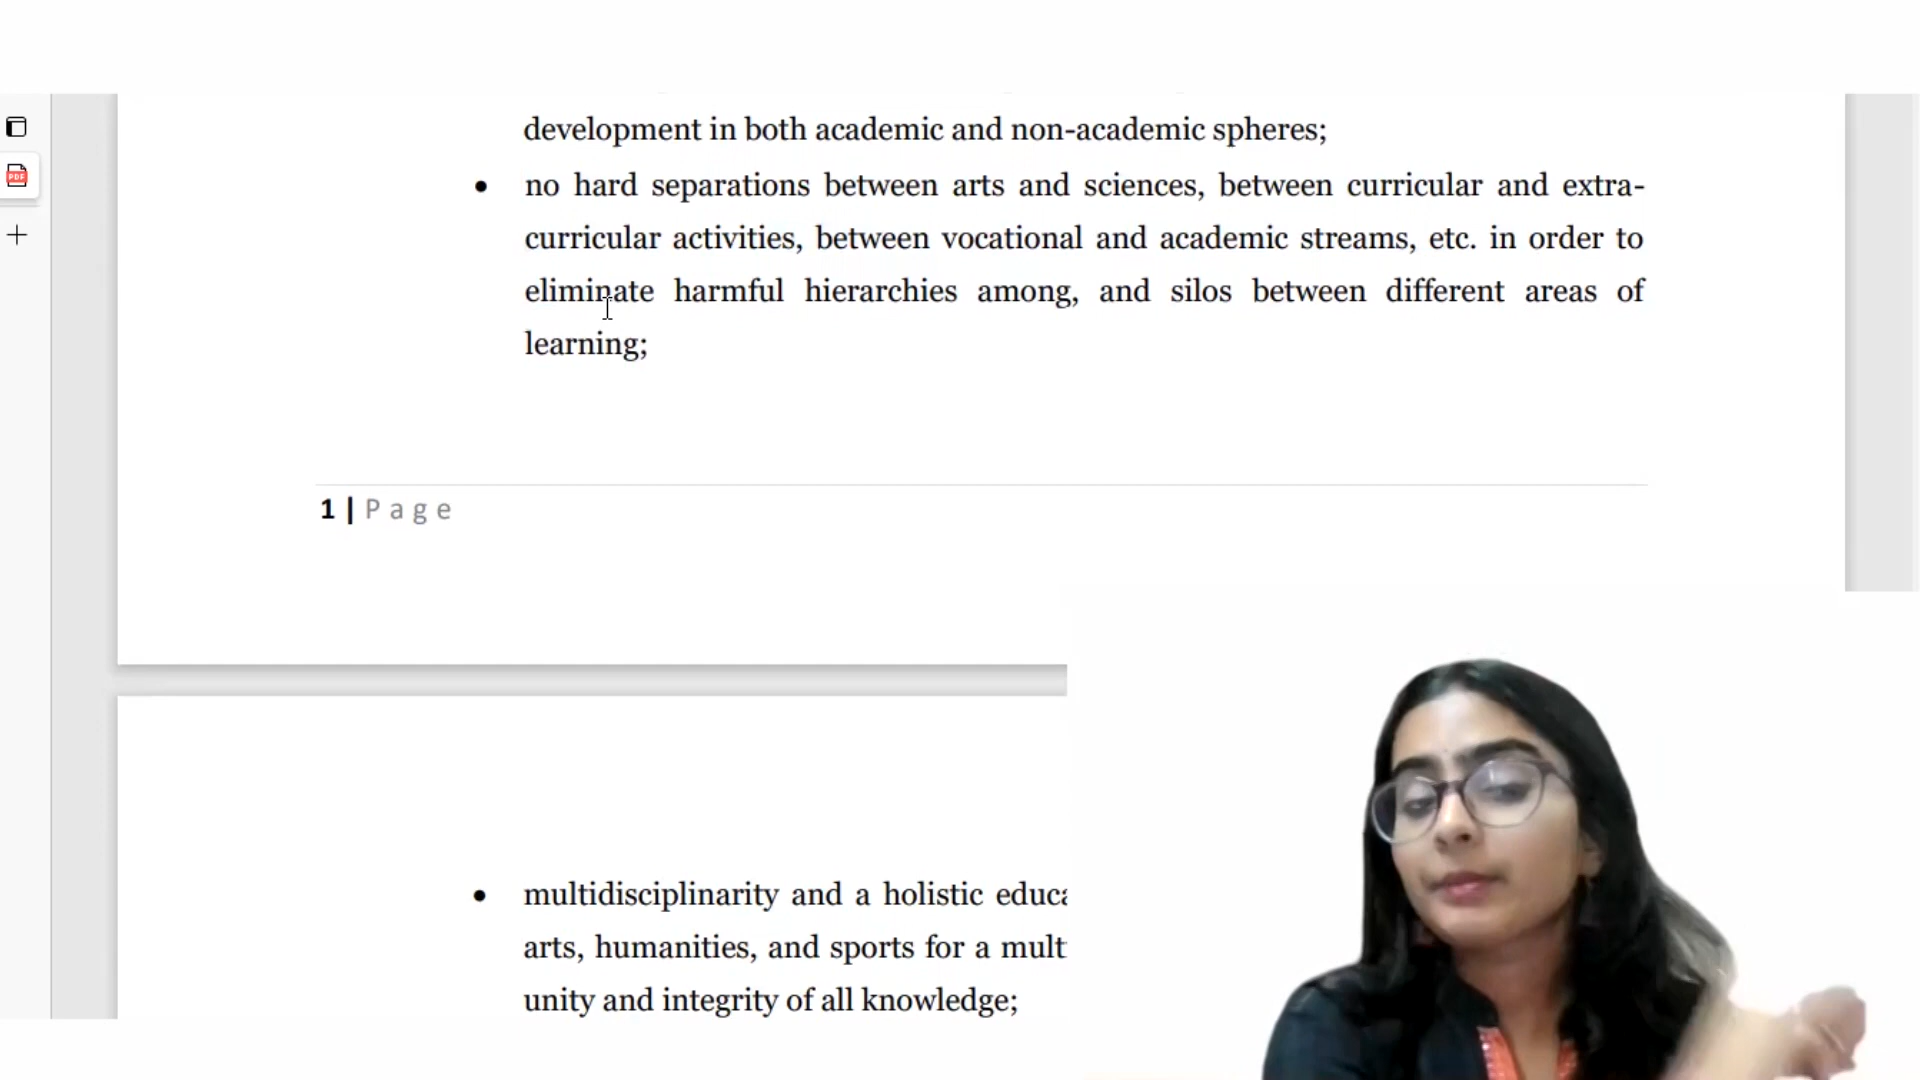 development in both academic and non-academic spheres;
• no hard separations between arts and sciences, between curricular and extra-
curricular activities, between vocational and academic streams, etc. in order to
eliminate harmful hierarchies among, and silos between different areas of
learning;
1 | Page
• multidisciplinarity and a holistic
arts, humanities, and sports for a
unity and integrity of all knowledge;
PDF